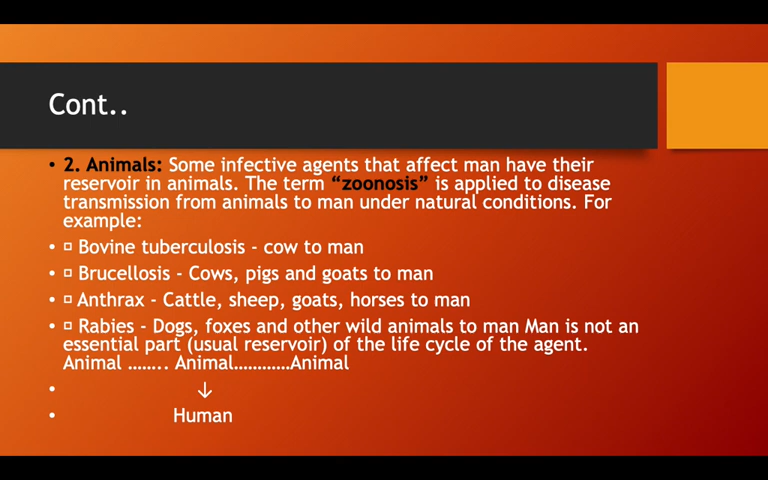 Cont..
• 2. Animals: Some infective agents that affect man have their
reservoir in animals. The term “zoonosis” is applied to disease
transmission from animals to man under natural conditions. For
example:
• ▫ Bovine tuberculosis - cow to man
• ▫ Brucellosis - Cows, pigs and goats to man
• ▫ Anthrax - Cattle, sheep, goats, horses to man
• ▫ Rabies - Dogs, foxes and other wild animals to man Man is not an
essential part (usual reservoir) of the life cycle of the agent.
Animal …….. Animal…………Animal
• ↓
• Human